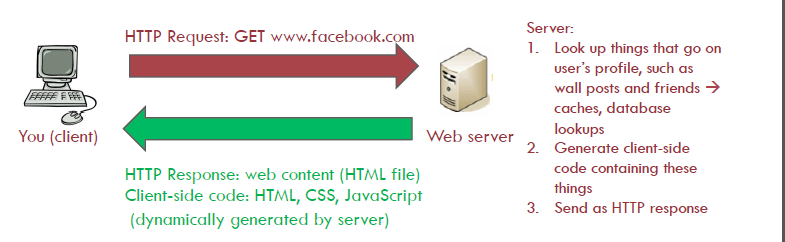 HTTP Request: GET www.facebook.com
You (client)
Web server
HTTP Response: web content (HTML file)
Client-side code: HTML, CSS, JavaScript
(dynamically generated by server)
Server:
1. Look up things that go on
user's profile, such as
wall posts and friends →
caches, database
lookups
2. Generate client-side
code containing these
things
3. Send as HTTP response